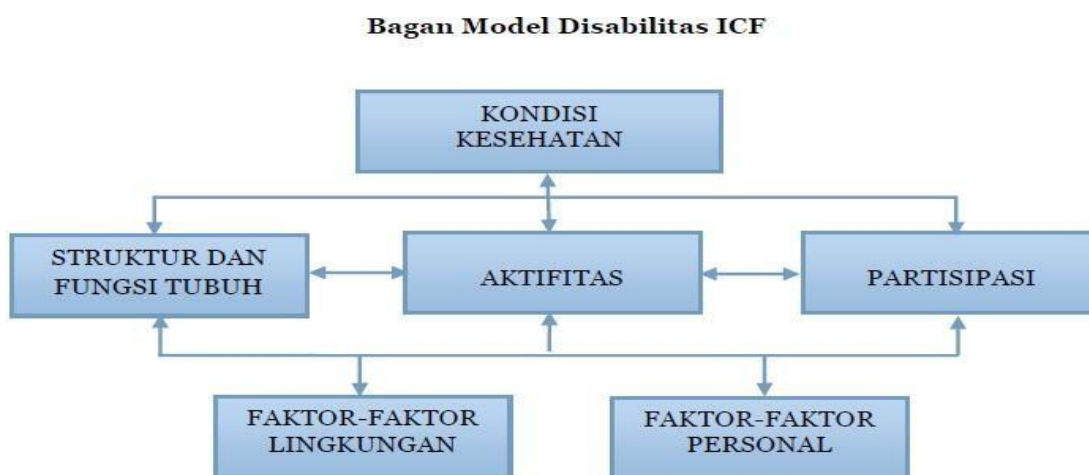 Bagan Model Disabilitas ICF
KONDISI
KESEHATAN
STRUKTUR DAN
FUNGSI TUBUH
AKTIFITAS
PARTISIPASI
FAKTOR-FAKTOR
LINGKUNGAN
FAKTOR-FAKTOR
PERSONAL